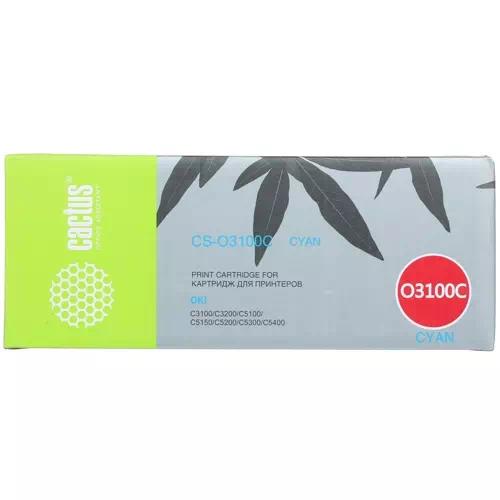 cactus
CS-O3100C CYAN
PRINT CARTRIDGE FOR
КАРТРИДЖ ДЛЯ ПРИНТЕРОВ
OKI
C3100/C3200/C5100/
C5150/C5200/C5300/C5400
O3100C
CYAN